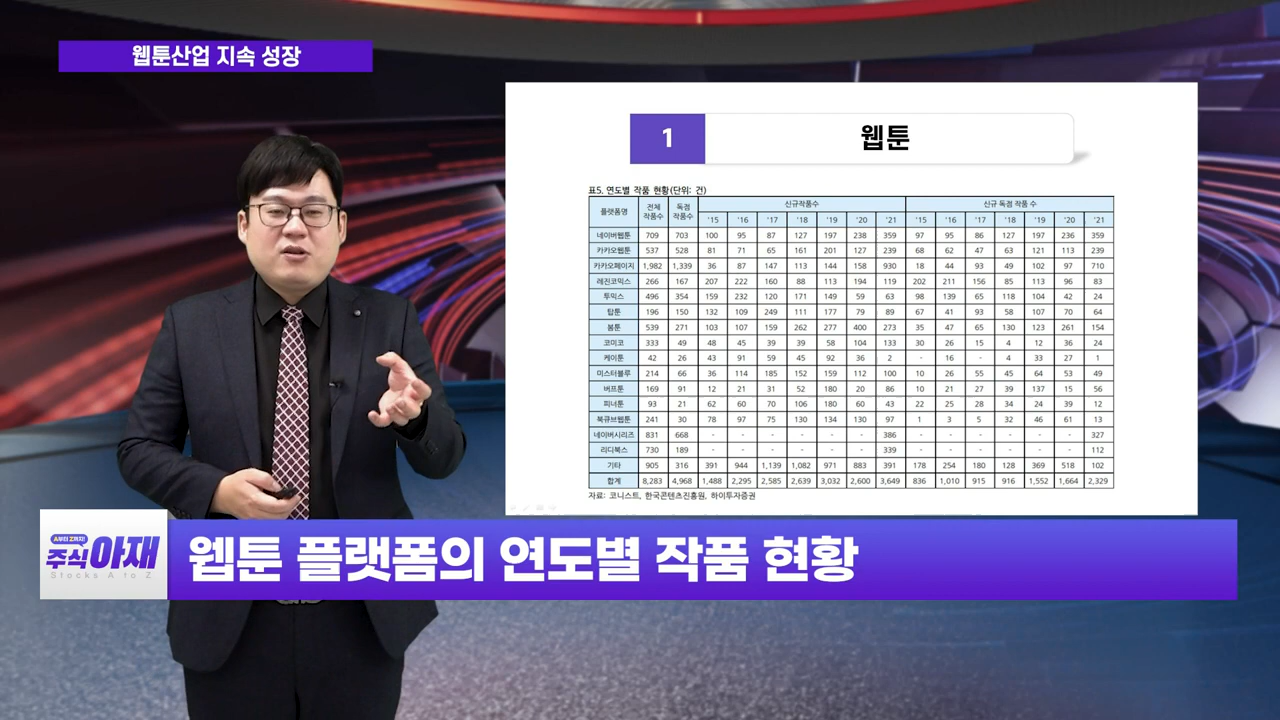 웹툰산업 지속 성장
1 웹툰
표5. 연도별 작품 현황(단위: 건)
플랫폼명 전체 작품수 독점 작품수 신규작품수 신규 독점 작품 수
'15 '16 '17 '18 '19 '20 '21 '15 '16 '17 '18 '19 '20 '21
네이버웹툰 709 703 100 95 87 127 197 238 359 97 95 86 127 197 236 359
카카오웹툰 537 528 81 71 65 161 201 127 239 68 62 47 63 121 113 239
카카오페이지 1,982 1,339 36 87 147 113 144 158 930 18 44 93 49 102 97 710
레진코믹스 266 167 207 222 160 88 113 194 119 202 211 156 85 113 96 83
투믹스 496 354 159 232 120 171 149 59 63 98 139 65 118 104 42 24
탑툰 196 150 132 109 249 111 177 79 89 67 41 93 58 107 70 64
봄툰 539 271 103 107 159 262 277 400 273 35 47 65 130 123 261 154
코미코 333 49 48 45 39 39 58 104 133 30 26 15 4 12 36 24
케이툰 42 26 43 91 59 45 92 36 2 - 16 - 4 33 27 1
미스터블루 214 66 36 114 185 152 159 112 100 10 26 55 45 64 53 49
버프툰 169 91 12 21 31 52 180 20 86 10 21 27 39 137 15 56
피너툰 93 21 62 60 70 106 180 60 43 22 25 28 34 24 39 12
북큐브웹툰 241 30 78 97 75 130 134 130 97 1 3 5 32 46 61 13
네이버시리즈 831 668 - - - - - - 386 - - - - - - 327
리디북스 730 189 - - - - - - 339 - - - - - - 112
기타 905 316 391 944 1,139 1,082 971 883 391 178 254 180 128 369 518 102
합계 8,283 4,968 1,488 2,295 2,585 2,639 3,032 2,600 3,649 836 1,010 915 916 1,552 1,664 2,329
자료: 코니스트, 한국콘텐츠진흥원, 하이투자증권
A부터 Z까지!
주식아재
Stocks A to Z
웹툰 플랫폼의 연도별 작품 현황